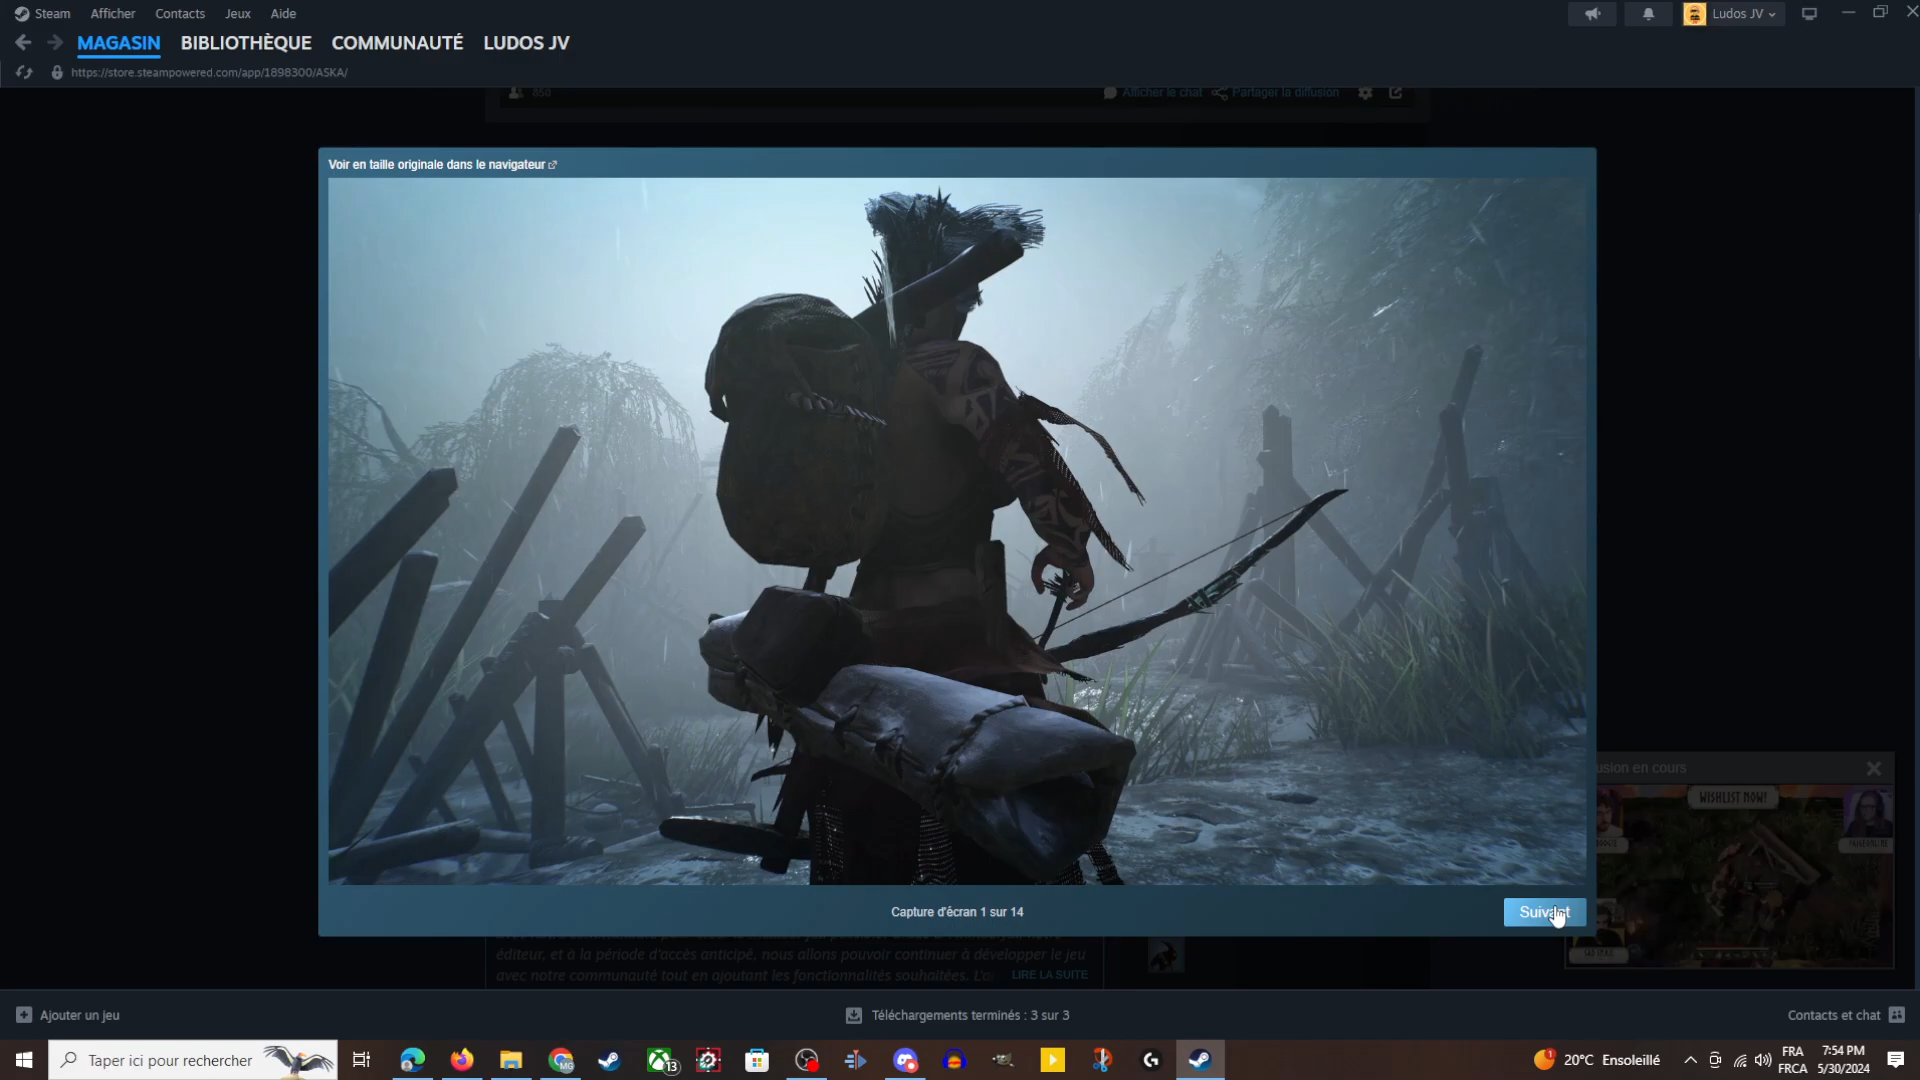 Steam Afficher Contacts Jeux Aide
Ludos JV
MAGASIN BIBLIOTHÈQUE COMMUNAUTÉ LUDOS JV
https://store.steampowered.com/app/1898300/ASKA/
850 Afficher le chat Partager la diffusion
Voir en taille originale dans le navigateur
Capture d'écran 1 sur 14
Suivant
usion en cours
WISHLIST NOW!
éditeur, et à la période d'accès anticipé. nous allons pouvoir continuer à développer le jeu
avec notre communauté tout en ajoutant les fonctionnalités souhaitées. L'a
LIRE LA SUITE
Ajouter un jeu
Téléchargements terminés : 3 sur 3
Contacts et chat
Taper ici pour rechercher
MG
13
1
20°C Ensoleillé
FRA
FRCA
7:54 PM
5/30/2024